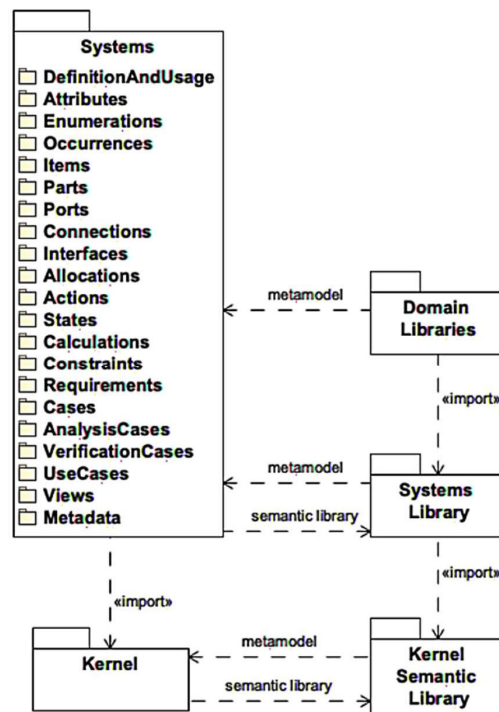 Systems
DefinitionAndUsage
Attributes
Enumerations
Occurrences
Items
Parts
Ports
Connections
Interfaces
Allocations
Actions
States
Calculations
Constraints
Requirements
Cases
AnalysisCases
VerificationCases
UseCases
Views
Metadata
metamodel
Domain
Libraries
«import»
metamodel
Systems
Library
semantic library
«import»
«import»
Kernel
metamodel
semantic library
Kernel
Semantic
Library